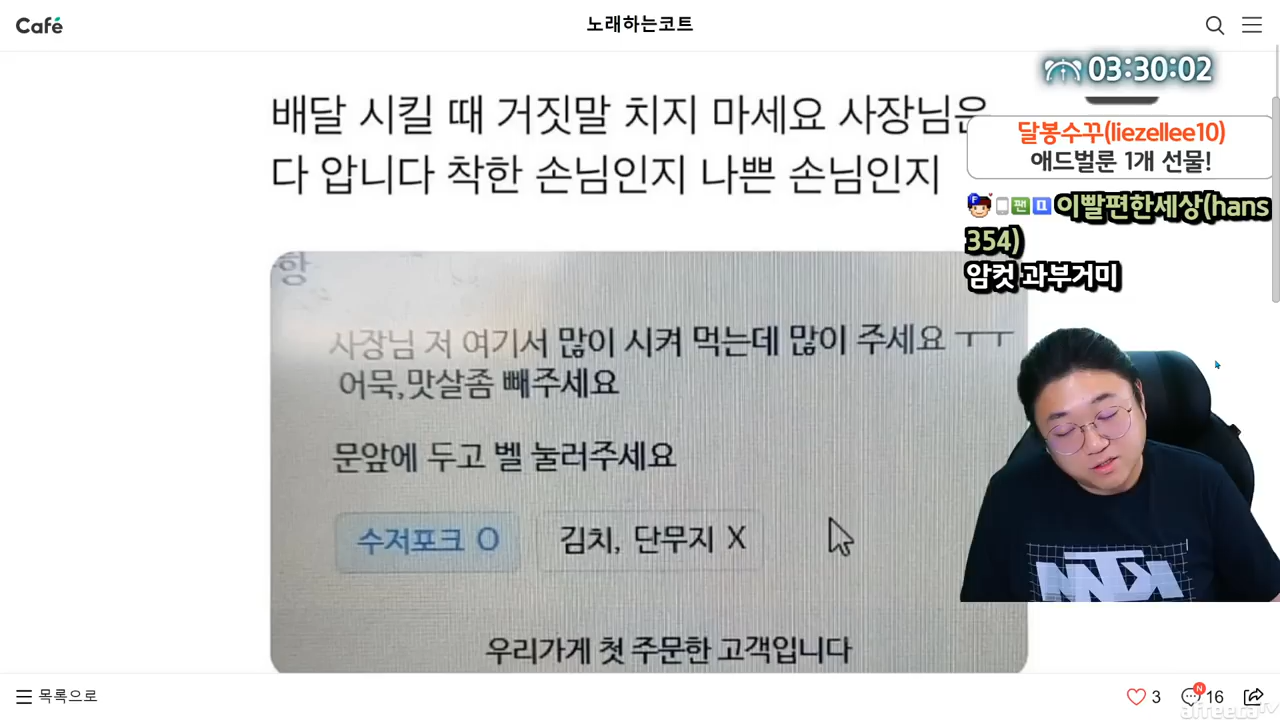 Café
노래하는코트
03:30:02
배달 시킬 때 거짓말 치지 마세요 사장님은
다 압니다 착한 손님인지 나쁜 손님인지
달봉수꾸(liezellee10)
애드벌룬 1개 선물!
이빨편한세상(hans
354)
암컷 과부거미
항
사장님 저 여기서 많이 시켜 먹는데 많이 주세요 ㅜㅜ
어묵,맛살좀 빼주세요
문앞에 두고 벨 눌러주세요
수저포크 O
김치, 단무지 X
우리가게 첫 주문한 고객입니다
KTM
목록으로
3
N
16
afreecaTV